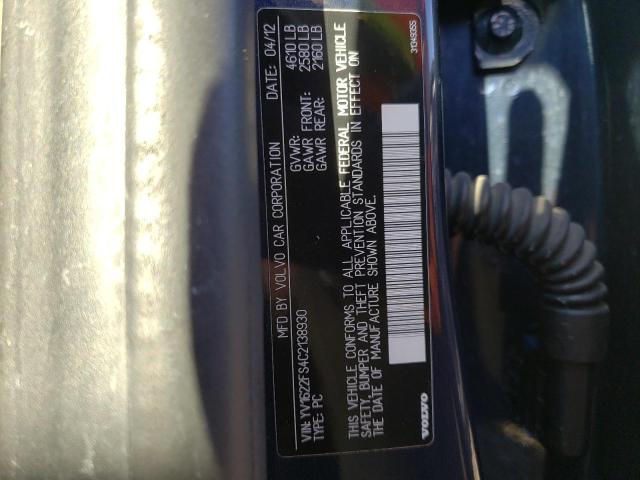 MFD BY VOLVO CAR CORPORATION DATE: 04/12
GVWR: 4610 LB
GAWR FRONT: 2580 LB
GAWR REAR: 2160 LB
VIN: YV1622FS4C2138930
TYPE: PC
THIS VEHICLE CONFORMS TO ALL APPLICABLE FEDERAL MOTOR VEHICLE
SAFETY, BUMPER AND THEFT PREVENTION STANDARDS IN EFFECT ON
THE DATE OF MANUFACTURE SHOWN ABOVE.
VOLVO
31349355